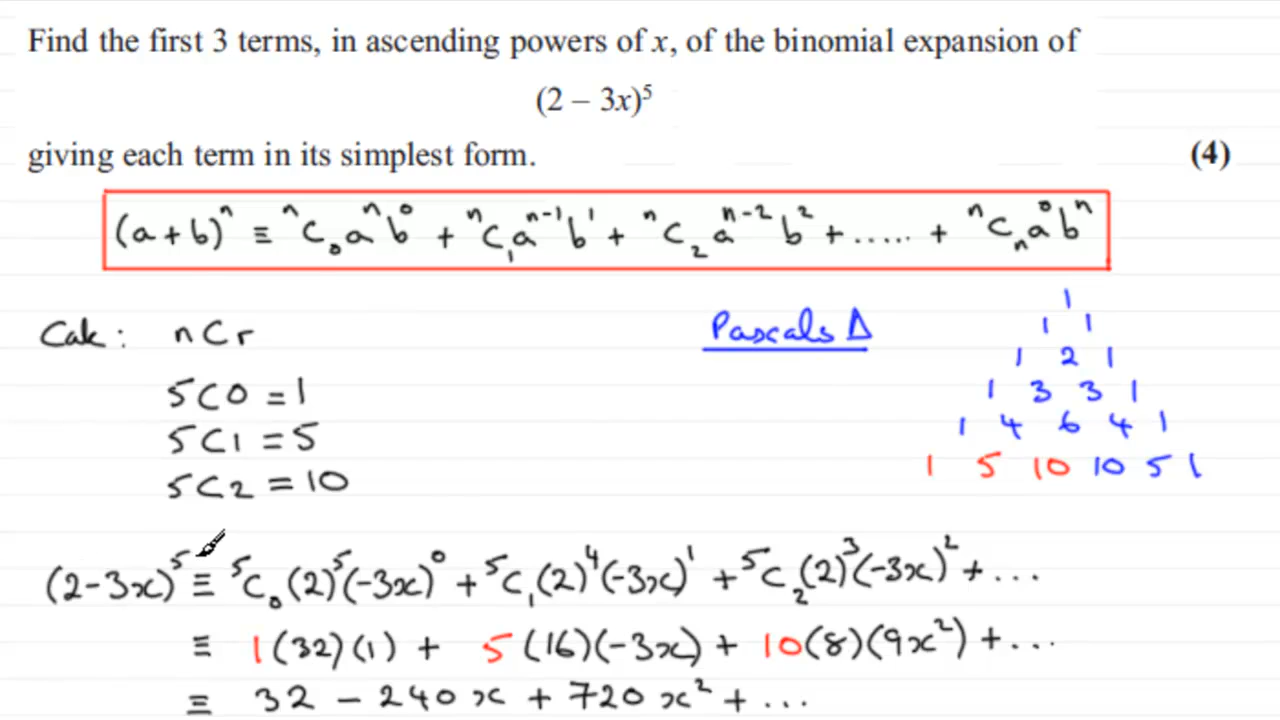 Find the first 3 terms, in ascending powers of x, of the binomial expansion of
(2 – 3x)⁵
giving each term in its simplest form. (4)
(a+b)ⁿ ≡ ⁿC₀aⁿb⁰ + ⁿC₁aⁿ⁻¹b¹ + ⁿC₂aⁿ⁻²b² + ..... + ⁿCₙa⁰bⁿ
Calc: nCr
5C0 = 1
5C1 = 5
5C2 = 10
Pascals Δ
1
1 1
1 2 1
1 3 3 1
1 4 6 4 1
1 5 10 10 5 1
(2-3x)⁵ ≡ ⁵C₀(2)⁵(-3x)⁰ + ⁵C₁(2)⁴(-3x)¹ + ⁵C₂(2)³(-3x)² + ...
≡ 1(32)(1) + 5(16)(-3x) + 10(8)(9x²) + ...
≡ 32 - 240x + 720x² + ...